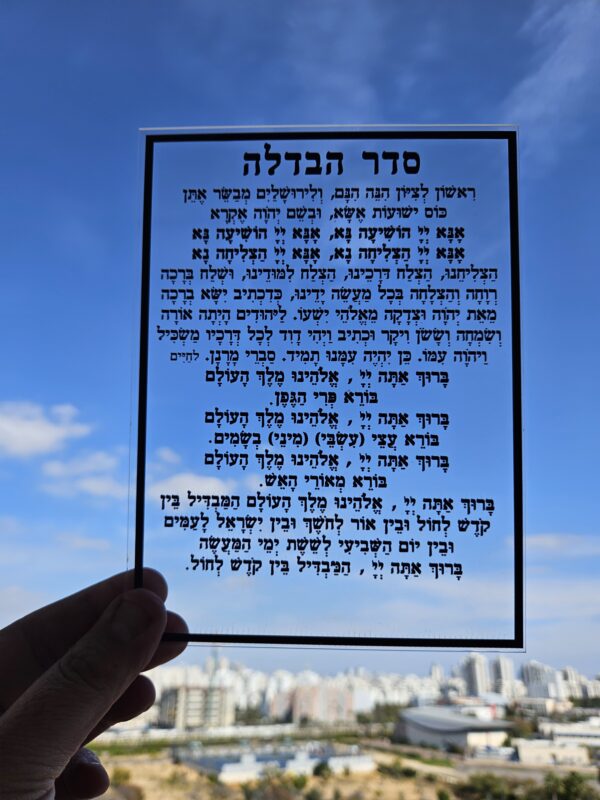 סדר הבדלה
רִאשׁוֹן לְצִיּוֹן הִנֵּה הִנָּם, וְלִירוּשָׁלַיִם מְבַשֵּׂר אֶתֵּן
כּוֹס יְשׁוּעוֹת אֶשָּׂא, וּבְשֵׁם יְהֹוָה אֶקְרָא
אָנָּא יְיָ הוֹשִׁיעָה נָּא, אָנָּא יְיָ הוֹשִׁיעָה נָּא
אָנָּא יְיָ הַצְלִיחָה נָא, אָנָּא יְיָ הַצְלִיחָה נָא
הַצְלִיחֵנוּ, הַצְלַח דְּרָכֵינוּ, הַצְלַח לִמּוּדֵינוּ, וּשְׁלַח בְּרָכָה
רְוָחָה וְהַצְלָחָה בְּכָל מַעֲשֵׂה יָדֵינוּ, כְּדִכְתִיב יִשָּׂא בְרָכָה
מֵאֵת יְהֹוָה וּצְדָקָה מֵאֱלֹהֵי יִשְׁעוֹ. לַיְּהוּדִים הָיְתָה אוֹרָה
וְשִׂמְחָה וְשָׂשֹׂן וִיקָר וּכְתִיב וַיְהִי דָוִד לְכָל דְּרָכָיו מַשְׂכִּיל
וַיהֹוָה עִמּוֹ. כֵּן יִהְיֶה עִמָּנוּ תָּמִיד. סַבְרִי מָרָנָן. לחיים
בָּרוּךְ אַתָּה יְיָ, אֱלֹהֵינוּ מֶלֶךְ הָעוֹלָם
בּוֹרֵא פְּרִי הַגֶּפֶן.
בָּרוּךְ אַתָּה יְיָ, אֱלֹהֵינוּ מֶלֶךְ הָעוֹלָם
בּוֹרֵא עֲצֵי (עִשְׂבֵי) (מִינֵי) בְשָׂמִים.
בָּרוּךְ אַתָּה יְיָ, אֱלֹהֵינוּ מֶלֶךְ הָעוֹלָם
בּוֹרֵא מְאוֹרֵי הָאֵשׁ.
בָּרוּךְ אַתָּה יְיָ, אֱלֹהֵינוּ מֶלֶךְ הָעוֹלָם הַמַּבְדִּיל בֵּין
קֹדֶשׁ לְחוֹל וּבֵין אוֹר לְחֹשֶׁךְ וּבֵין יִשְׂרָאֵל לָעַמִּים
וּבֵין יוֹם הַשְּׁבִיעִי לְשֵׁשֶׁת יְמֵי הַמַּעֲשֶׂה
בָּרוּךְ אַתָּה יְיָ, הַמַּבְדִּיל בֵּין קֹדֶשׁ לְחוֹל.